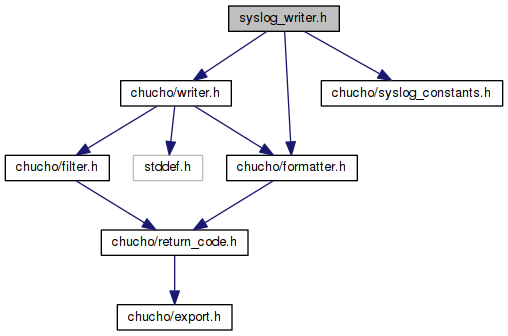 syslog_writer.h
chucho/writer.h
chucho/syslog_constants.h
chucho/filter.h
stddef.h
chucho/formatter.h
chucho/return_code.h
chucho/export.h